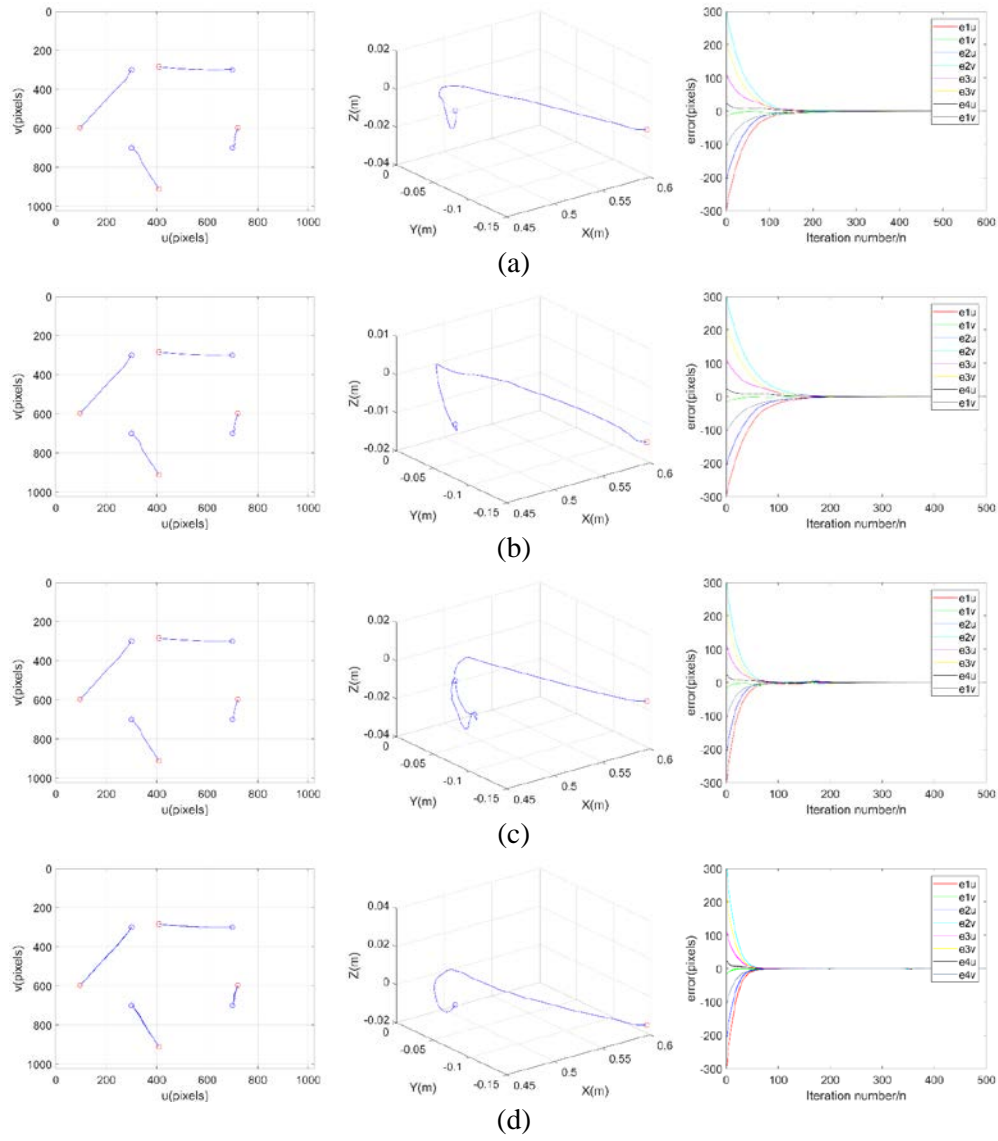 0
200
400
600
800
1000
v(pixels)
0 200 400 600 800 1000
u(pixels)
0.02
0
-0.02
-0.04
Z(m)
0
-0.05
-0.1
-0.15
Y(m)
0.45
0.5
0.55
0.6
X(m)
300
200
100
0
-100
-200
-300
error(pixels)
0 100 200 300 400 500 600
Iteration number/n
e1u
e1v
e2u
e2v
e3u
e3v
e4u
e1v
(a)
0
200
400
600
800
1000
v(pixels)
0 200 400 600 800 1000
u(pixels)
0.01
0
-0.01
-0.02
Z(m)
0
-0.05
-0.1
-0.15
Y(m)
0.45
0.5
0.55
0.6
X(m)
300
200
100
0
-100
-200
-300
error(pixels)
0 100 200 300 400 500
Iteration number/n
e1u
e1v
e2u
e2v
e3u
e3v
e4u
e1v
(b)
0
200
400
600
800
1000
v(pixels)
0 200 400 600 800 1000
u(pixels)
0.02
0
-0.02
-0.04
Z(m)
0
-0.05
-0.1
-0.15
Y(m)
0.45
0.5
0.55
0.6
X(m)
300
200
100
0
-100
-200
-300
error(pixels)
0 100 200 300 400 500
Iteration number/n
e1u
e1v
e2u
e2v
e3u
e3v
e4u
e1v
(c)
0
200
400
600
800
1000
v(pixels)
0 200 400 600 800 1000
u(pixels)
0.04
0.02
0
-0.02
Z(m)
0
-0.05
-0.1
-0.15
Y(m)
0.45
0.5
0.55
0.6
X(m)
300
200
100
0
-100
-200
-300
error(pixels)
0 100 200 300 400 500
Iteration number/n
e1u
e1v
e2u
e2v
e3u
e3v
e4u
e4v
(d)